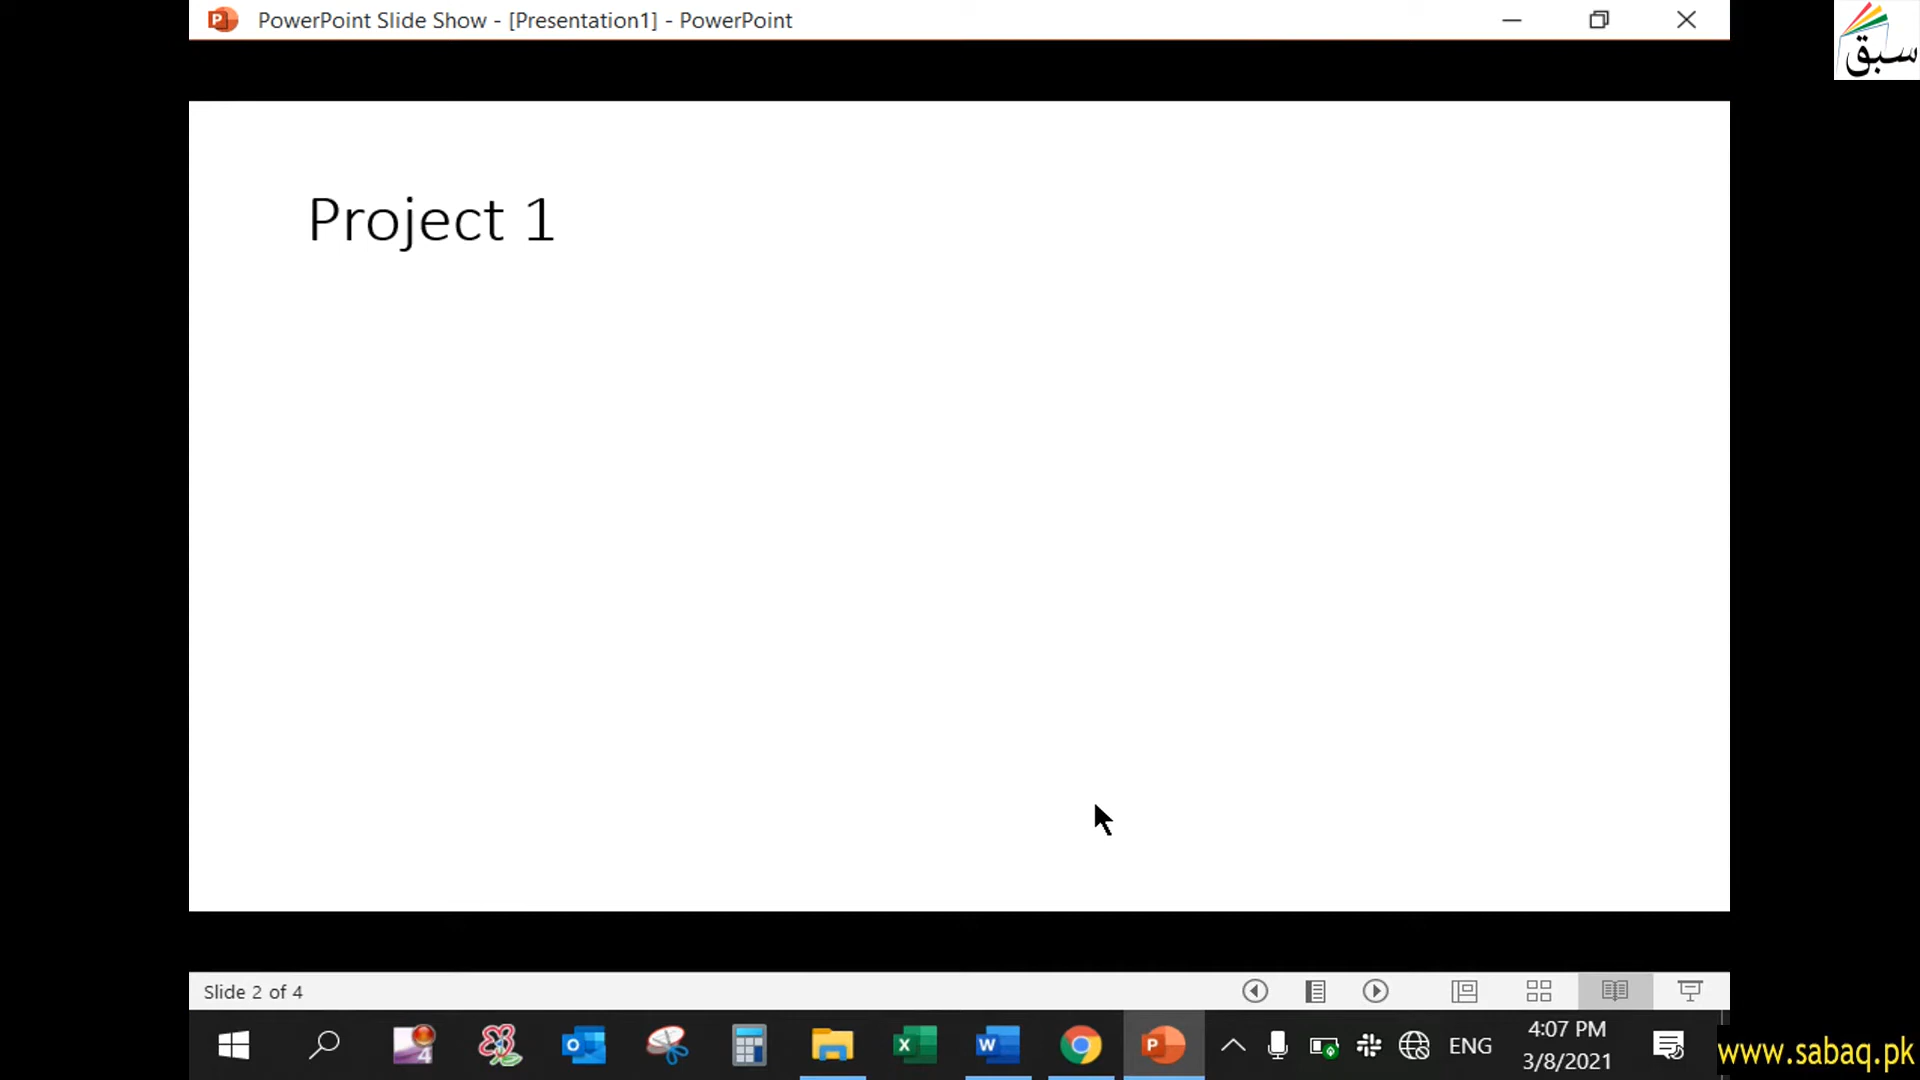 PowerPoint Slide Show - [Presentation1] - PowerPoint
سبق
Project 1
Slide 2 of 4
ENG
4:07 PM
3/8/2021
www.sabaq.pk